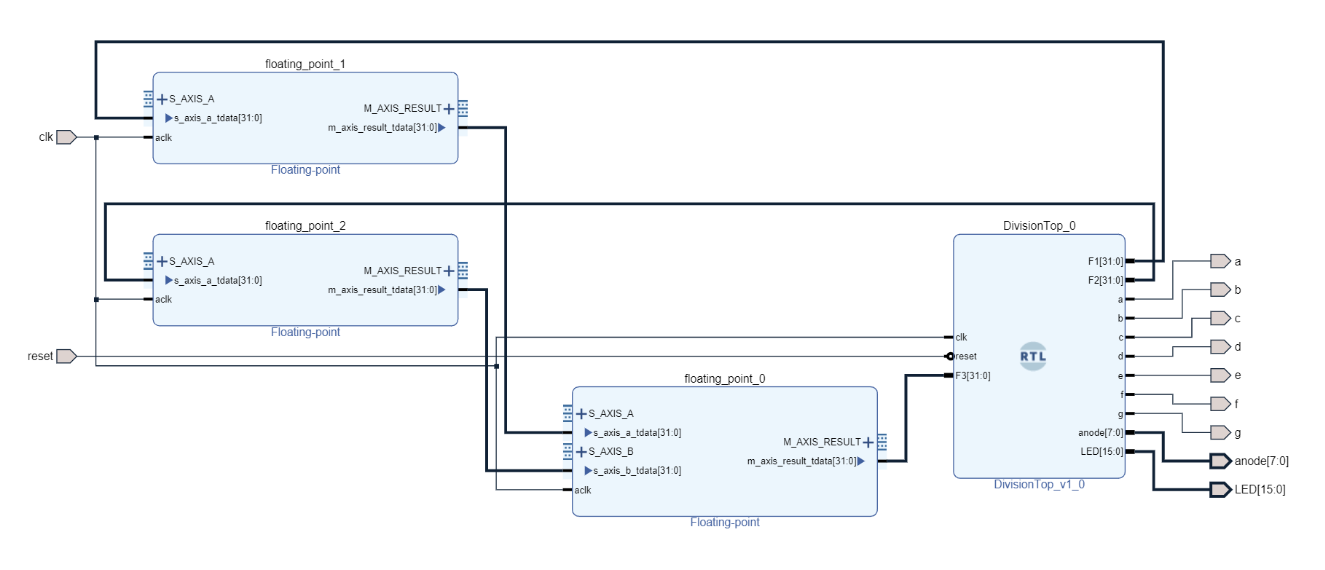 floating_point_1
S_AXIS_A
M_AXIS_RESULT
s_axis_a_tdata[31:0]
m_axis_result_tdata[31:0]
clk
aclk
Floating-point
floating_point_2
S_AXIS_A
M_AXIS_RESULT
s_axis_a_tdata[31:0]
m_axis_result_tdata[31:0]
aclk
Floating-point
reset
floating_point_0
S_AXIS_A
s_axis_a_tdata[31:0]
M_AXIS_RESULT
S_AXIS_B
m_axis_result_tdata[31:0]
s_axis_b_tdata[31:0]
aclk
Floating-point
DivisionTop_0
F1[31:0]
F2[31:0]
a
b
clk
c
reset
RTL
d
F3[31:0]
e
f
g
anode[7:0]
LED[15:0]
DivisionTop_v1_0
a
b
c
d
e
f
g
anode[7:0]
LED[15:0]